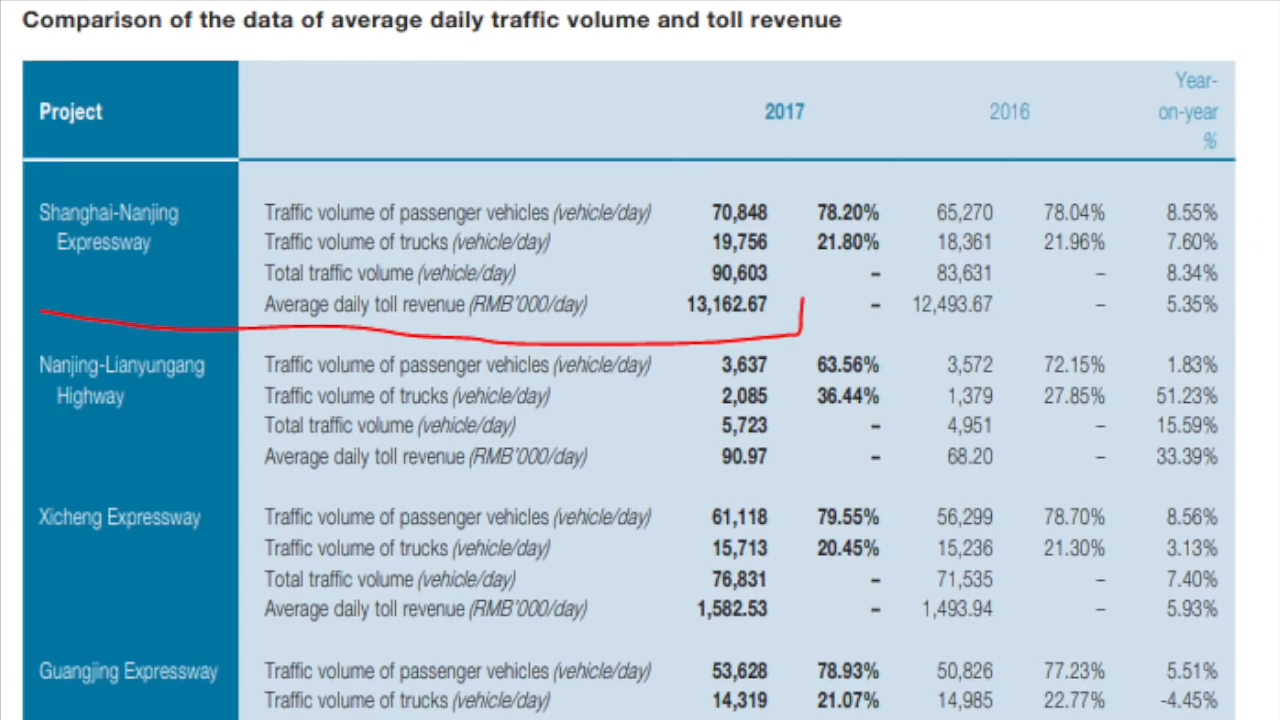 Comparison of the data of average daily traffic volume and toll revenue
Project 2017 2016 Year-on-year %
Shanghai-Nanjing Traffic volume of passenger vehicles (vehicle/day) 70,848 78.20% 65,270 78.04% 8.55%
Expressway Traffic volume of trucks (vehicle/day) 19,756 21.80% 18,361 21.96% 7.60%
Total traffic volume (vehicle/day) 90,603 – 83,631 – 8.34%
Average daily toll revenue (RMB'000/day) 13,162.67 – 12,493.67 – 5.35%
Nanjing-Lianyungang Traffic volume of passenger vehicles (vehicle/day) 3,637 63.56% 3,572 72.15% 1.83%
Highway Traffic volume of trucks (vehicle/day) 2,085 36.44% 1,379 27.85% 51.23%
Total traffic volume (vehicle/day) 5,723 – 4,951 – 15.59%
Average daily toll revenue (RMB'000/day) 90.97 – 68.20 – 33.39%
Xicheng Expressway Traffic volume of passenger vehicles (vehicle/day) 61,118 79.55% 56,299 78.70% 8.56%
Traffic volume of trucks (vehicle/day) 15,713 20.45% 15,236 21.30% 3.13%
Total traffic volume (vehicle/day) 76,831 – 71,535 – 7.40%
Average daily toll revenue (RMB'000/day) 1,582.53 – 1,493.94 – 5.93%
Guangjing Expressway Traffic volume of passenger vehicles (vehicle/day) 53,628 78.93% 50,826 77.23% 5.51%
Traffic volume of trucks (vehicle/day) 14,319 21.07% 14,985 22.77% -4.45%